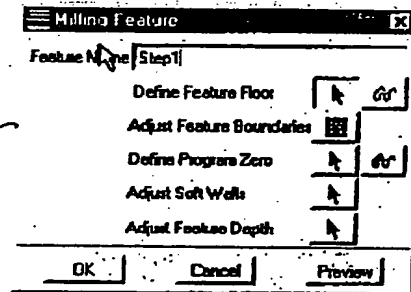 Milling Feature
Feature Name Step1
Define Feature Floor
Adjust Feature Boundaries
Define Program Zero
Adjust Soft Walls
Adjust Feature Depth
OK Cancel Preview